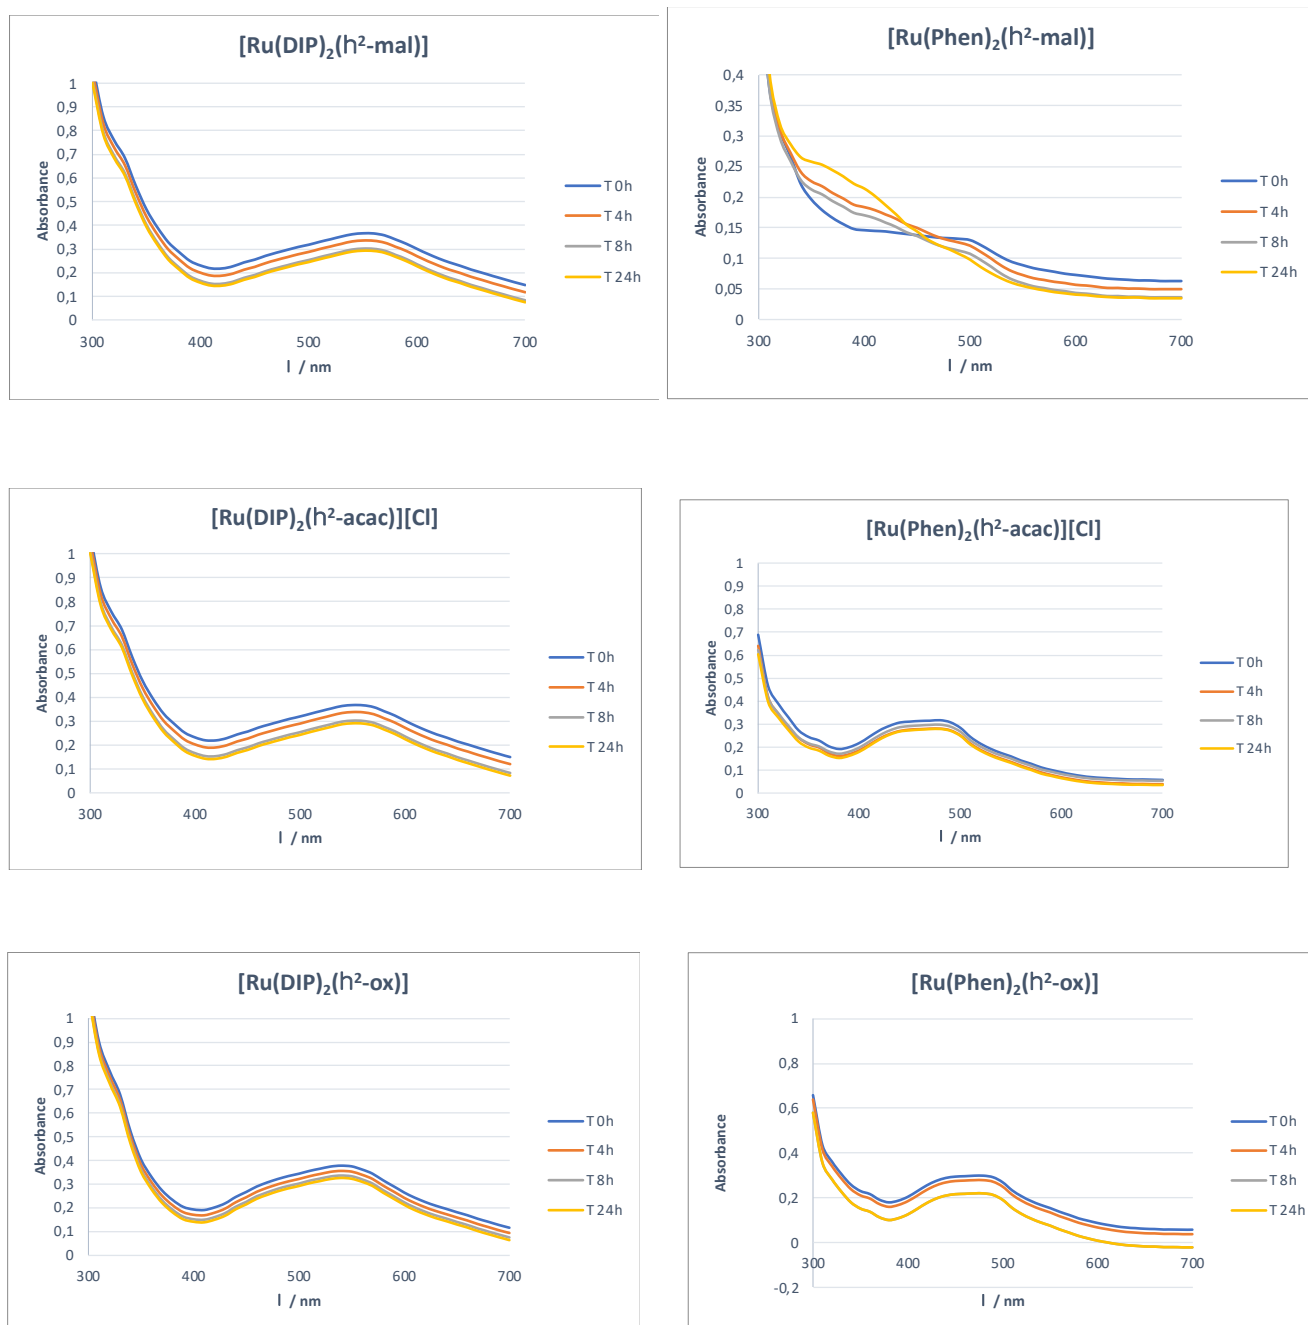 [Ru(DIP)₂(h²-mal)]
1
0,9
0,8
0,7
0,6
0,5
0,4
0,3
0,2
0,1
0
Absorbance
300 400 500 600 700
l / nm
T 0h
T 4h
T 8h
T 24h
[Ru(Phen)₂(h²-mal)]
0,4
0,35
0,3
0,25
0,2
0,15
0,1
0,05
0
Absorbance
300 400 500 600 700
l / nm
T 0h
T 4h
T 8h
T 24h
[Ru(DIP)₂(h²-acac)][Cl]
1
0,9
0,8
0,7
0,6
0,5
0,4
0,3
0,2
0,1
0
Absorbance
300 400 500 600 700
l / nm
T 0h
T 4h
T 8h
T 24h
[Ru(Phen)₂(h²-acac)][Cl]
1
0,9
0,8
0,7
0,6
0,5
0,4
0,3
0,2
0,1
0
Absorbance
300 400 500 600 700
l / nm
T 0h
T 4h
T 8h
T 24h
[Ru(DIP)₂(h²-ox)]
1
0,9
0,8
0,7
0,6
0,5
0,4
0,3
0,2
0,1
0
Absorbance
300 400 500 600 700
l / nm
T 0h
T 4h
T 8h
T 24h
[Ru(Phen)₂(h²-ox)]
1
0,8
0,6
0,4
0,2
0
-0,2
Absorbance
300 400 500 600 700
l / nm
T 0h
T 4h
T 8h
T 24h